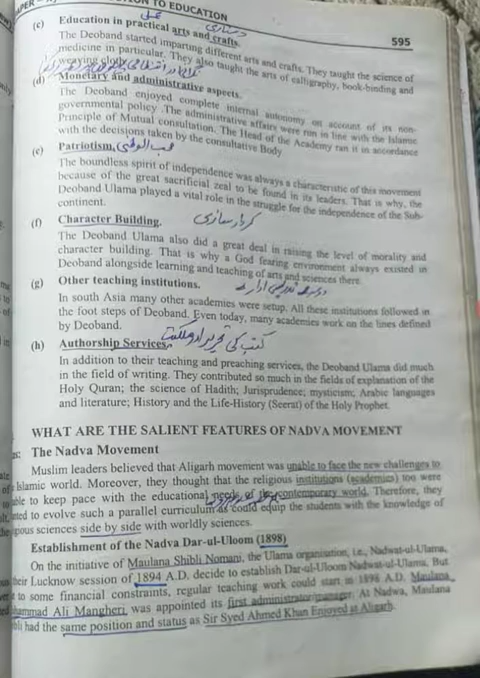 PAPER –
TION TO EDUCATION
595
(c) Education in practical arts and crafts.
The Deoband started imparting different arts and crafts. They taught the science of
medicine in particular. They also taught the arts of calligraphy, book-binding and
weaving cloth.
(d) Monetary and administrative aspects.
The Deoband enjoyed complete internal autonomy on account of its non-
governmental policy. The administrative affairs were run in line with the Islamic
Principle of Mutual consultation. The Head of the Academy ran it in accordance
with the decisions taken by the consultative Body
(e) Patriotism. حب الوطنی
The boundless spirit of independence was always a characteristic of this movement
because of the great sacrificial zeal to be found in its leaders. That is why, the
Deoband Ulama played a vital role in the struggle for the independence of the Sub-
continent.
(f) Character Building. کردار سازی
The Deoband Ulama also did a great deal in raising the level of morality and
character building. That is why a God fearing environment always existed in
Deoband alongside learning and teaching of arts and sciences there.
(g) Other teaching institutions.
In south Asia many other academies were setup. All these institutions followed in
the foot steps of Deoband. Even today, many academies work on the lines defined
by Deoband.
(h) Authorship Services.
In addition to their teaching and preaching services, the Deoband Ulama did much
in the field of writing. They contributed so much in the fields of explanation of the
Holy Quran; the science of Hadith; Jurisprudence; mysticism; Arabic languages
and literature; History and the Life-History (Seerat) of the Holy Prophet.
WHAT ARE THE SALIENT FEATURES OF NADVA MOVEMENT
The Nadva Movement
Muslim leaders believed that Aligarh movement was unable to face the new challenges to
Islamic world. Moreover, they thought that the religious institutions (academies) too were
able to keep pace with the educational needs of the contemporary world. Therefore, they
nted to evolve such a parallel curriculum as could equip the students with the knowledge of
gious sciences side by side with worldly sciences.
Establishment of the Nadva Dar-ul-Uloom (1898)
On the initiative of Maulana Shibli Nomani, the Ulama organisation, i.e., Nadwat-ul-Ulama,
their Lucknow session of 1894 A.D. decide to establish Dar-ul-Uloom Nadwat-ul-Ulama. But
to some financial constraints, regular teaching work could start in 1898 A.D. Maulana
hammad Ali Mangheri, was appointed its first administrator/manager. At Nadwa, Maulana
had the same position and status as Sir Syed Ahmed Khan Enjoyed at Aligarh.